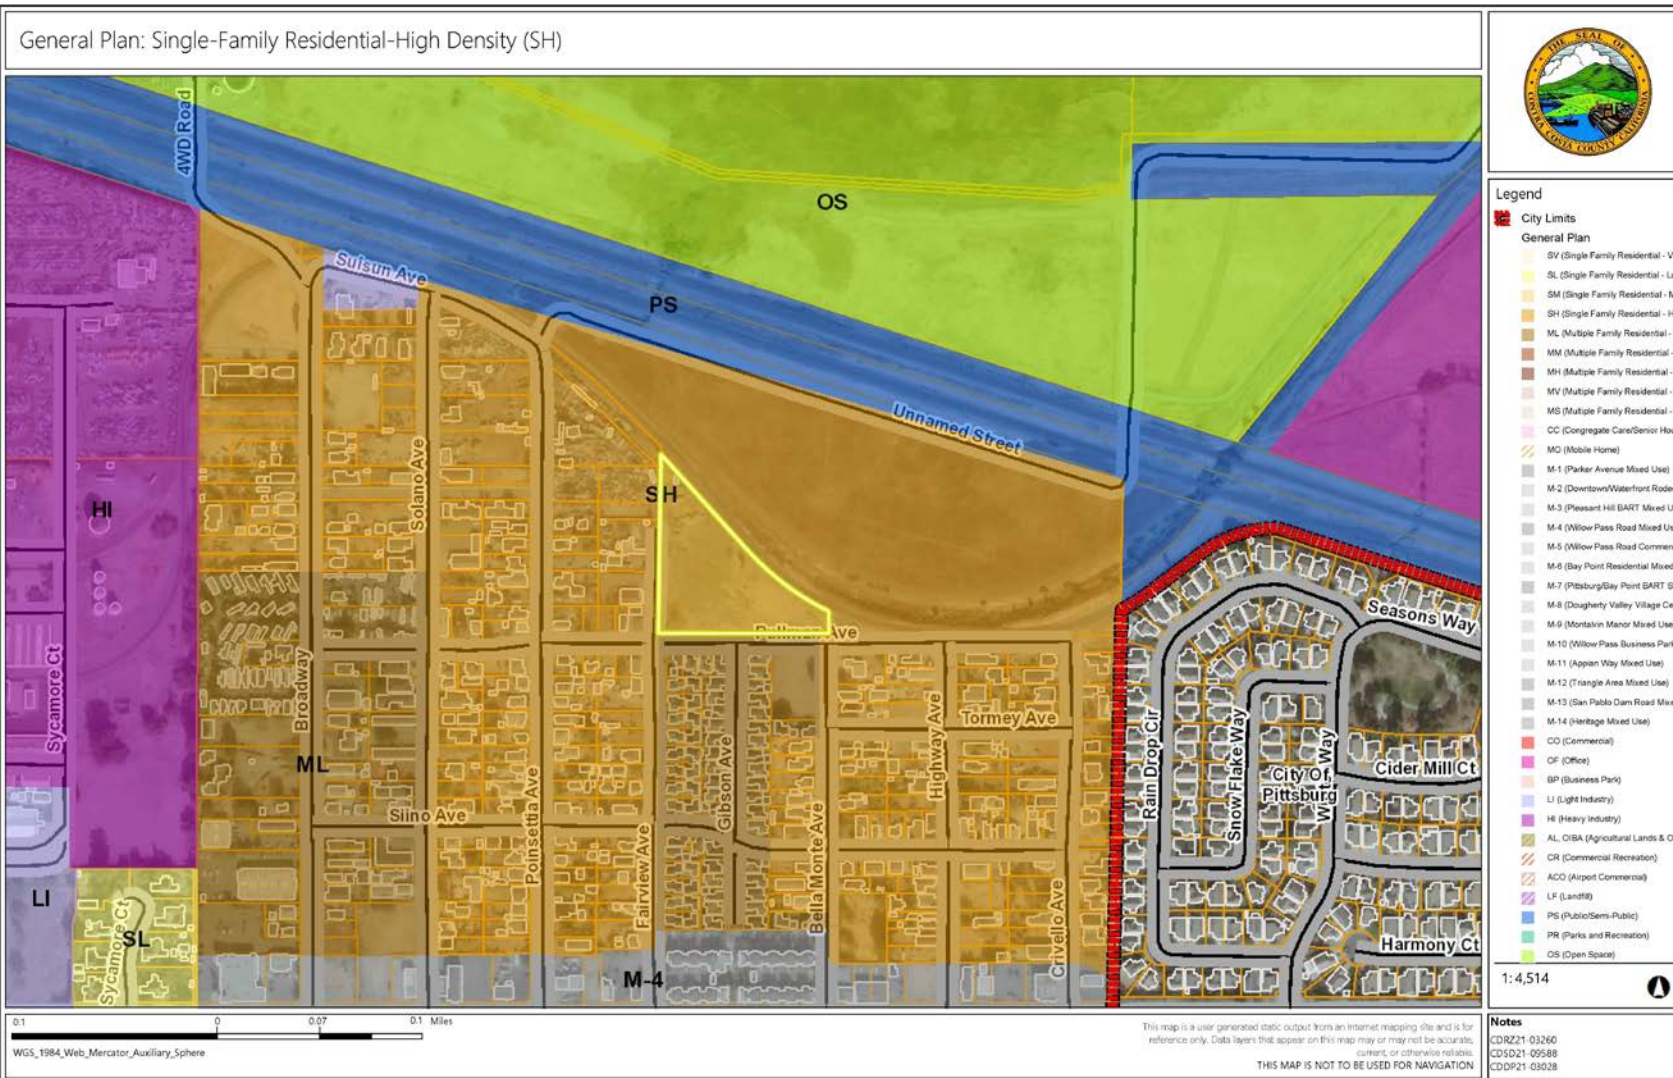 General Plan: Single-Family Residential-High Density (SH)
THE SEAL OF
CONTRA COSTA COUNTY CALIFORNIA
4WD Road
OS
Suisun Ave
PS
Unnamed Street
Solano Ave
SH
HI
Pullman Ave
Seasons Way
Sycamore Ct
Broadway
Highway Ave
Tormey Ave
Rain Drop Cir
Snow Flake Way
Winter Way
City Of
Pittsburg
Cider Mill Ct
ML
Gibson Ave
Siino Ave
Poinsettia Ave
Fairview Ave
Bella Monte Ave
Crivello Ave
LI
SL
Sycamore Ct
M-4
Harmony Ct
Legend
City Limits
General Plan
SV (Single Family Residential - V
SL (Single Family Residential - L
SM (Single Family Residential - M
SH (Single Family Residential - H
ML (Multiple Family Residential -
MM (Multiple Family Residential -
MH (Multiple Family Residential -
MV (Multiple Family Residential -
MS (Multiple Family Residential -
CC (Congregate Care/Senior Hou
MO (Mobile Home)
M-1 (Parker Avenue Mixed Use)
M-2 (Downtown/Waterfront Rode
M-3 (Pleasant Hill BART Mixed U
M-4 (Willow Pass Road Mixed Us
M-5 (Willow Pass Road Commer
M-6 (Bay Point Residential Mixed
M-7 (Pittsburg/Bay Point BART S
M-8 (Dougherty Valley Village Ce
M-9 (Montalvin Manor Mixed Use
M-10 (Willow Pass Business Park
M-11 (Appian Way Mixed Use)
M-12 (Triangle Area Mixed Use)
M-13 (San Pablo Dam Road Mixe
M-14 (Heritage Mixed Use)
CO (Commercial)
OF (Office)
BP (Business Park)
LI (Light Industry)
HI (Heavy Industry)
AL, OIBA (Agricultural Lands & O
CR (Commercial Recreation)
ACO (Airport Commercial)
LF (Landfill)
PS (Public/Semi-Public)
PR (Parks and Recreation)
OS (Open Space)
1: 4,514
0.1 0 0.07 0.1 Miles
WGS_1984_Web_Mercator_Auxiliary_Sphere
This map is a user generated static output from an Internet mapping site and is for
reference only. Data layers that appear on this map may or may not be accurate,
current, or otherwise reliable.
THIS MAP IS NOT TO BE USED FOR NAVIGATION
Notes
CDRZ21-03260
CDSD21-09588
CDDP21-03028